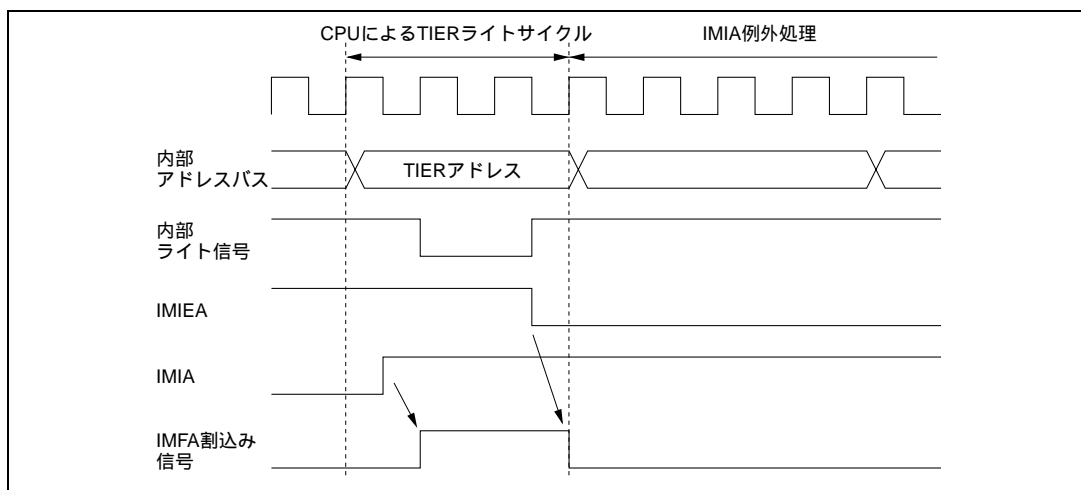 CPUによるTIERライトサイクル
IMIA例外処理
内部
アドレスバス
TIERアドレス
内部
ライト信号
IMIEA
IMIA
IMFA割込み
信号